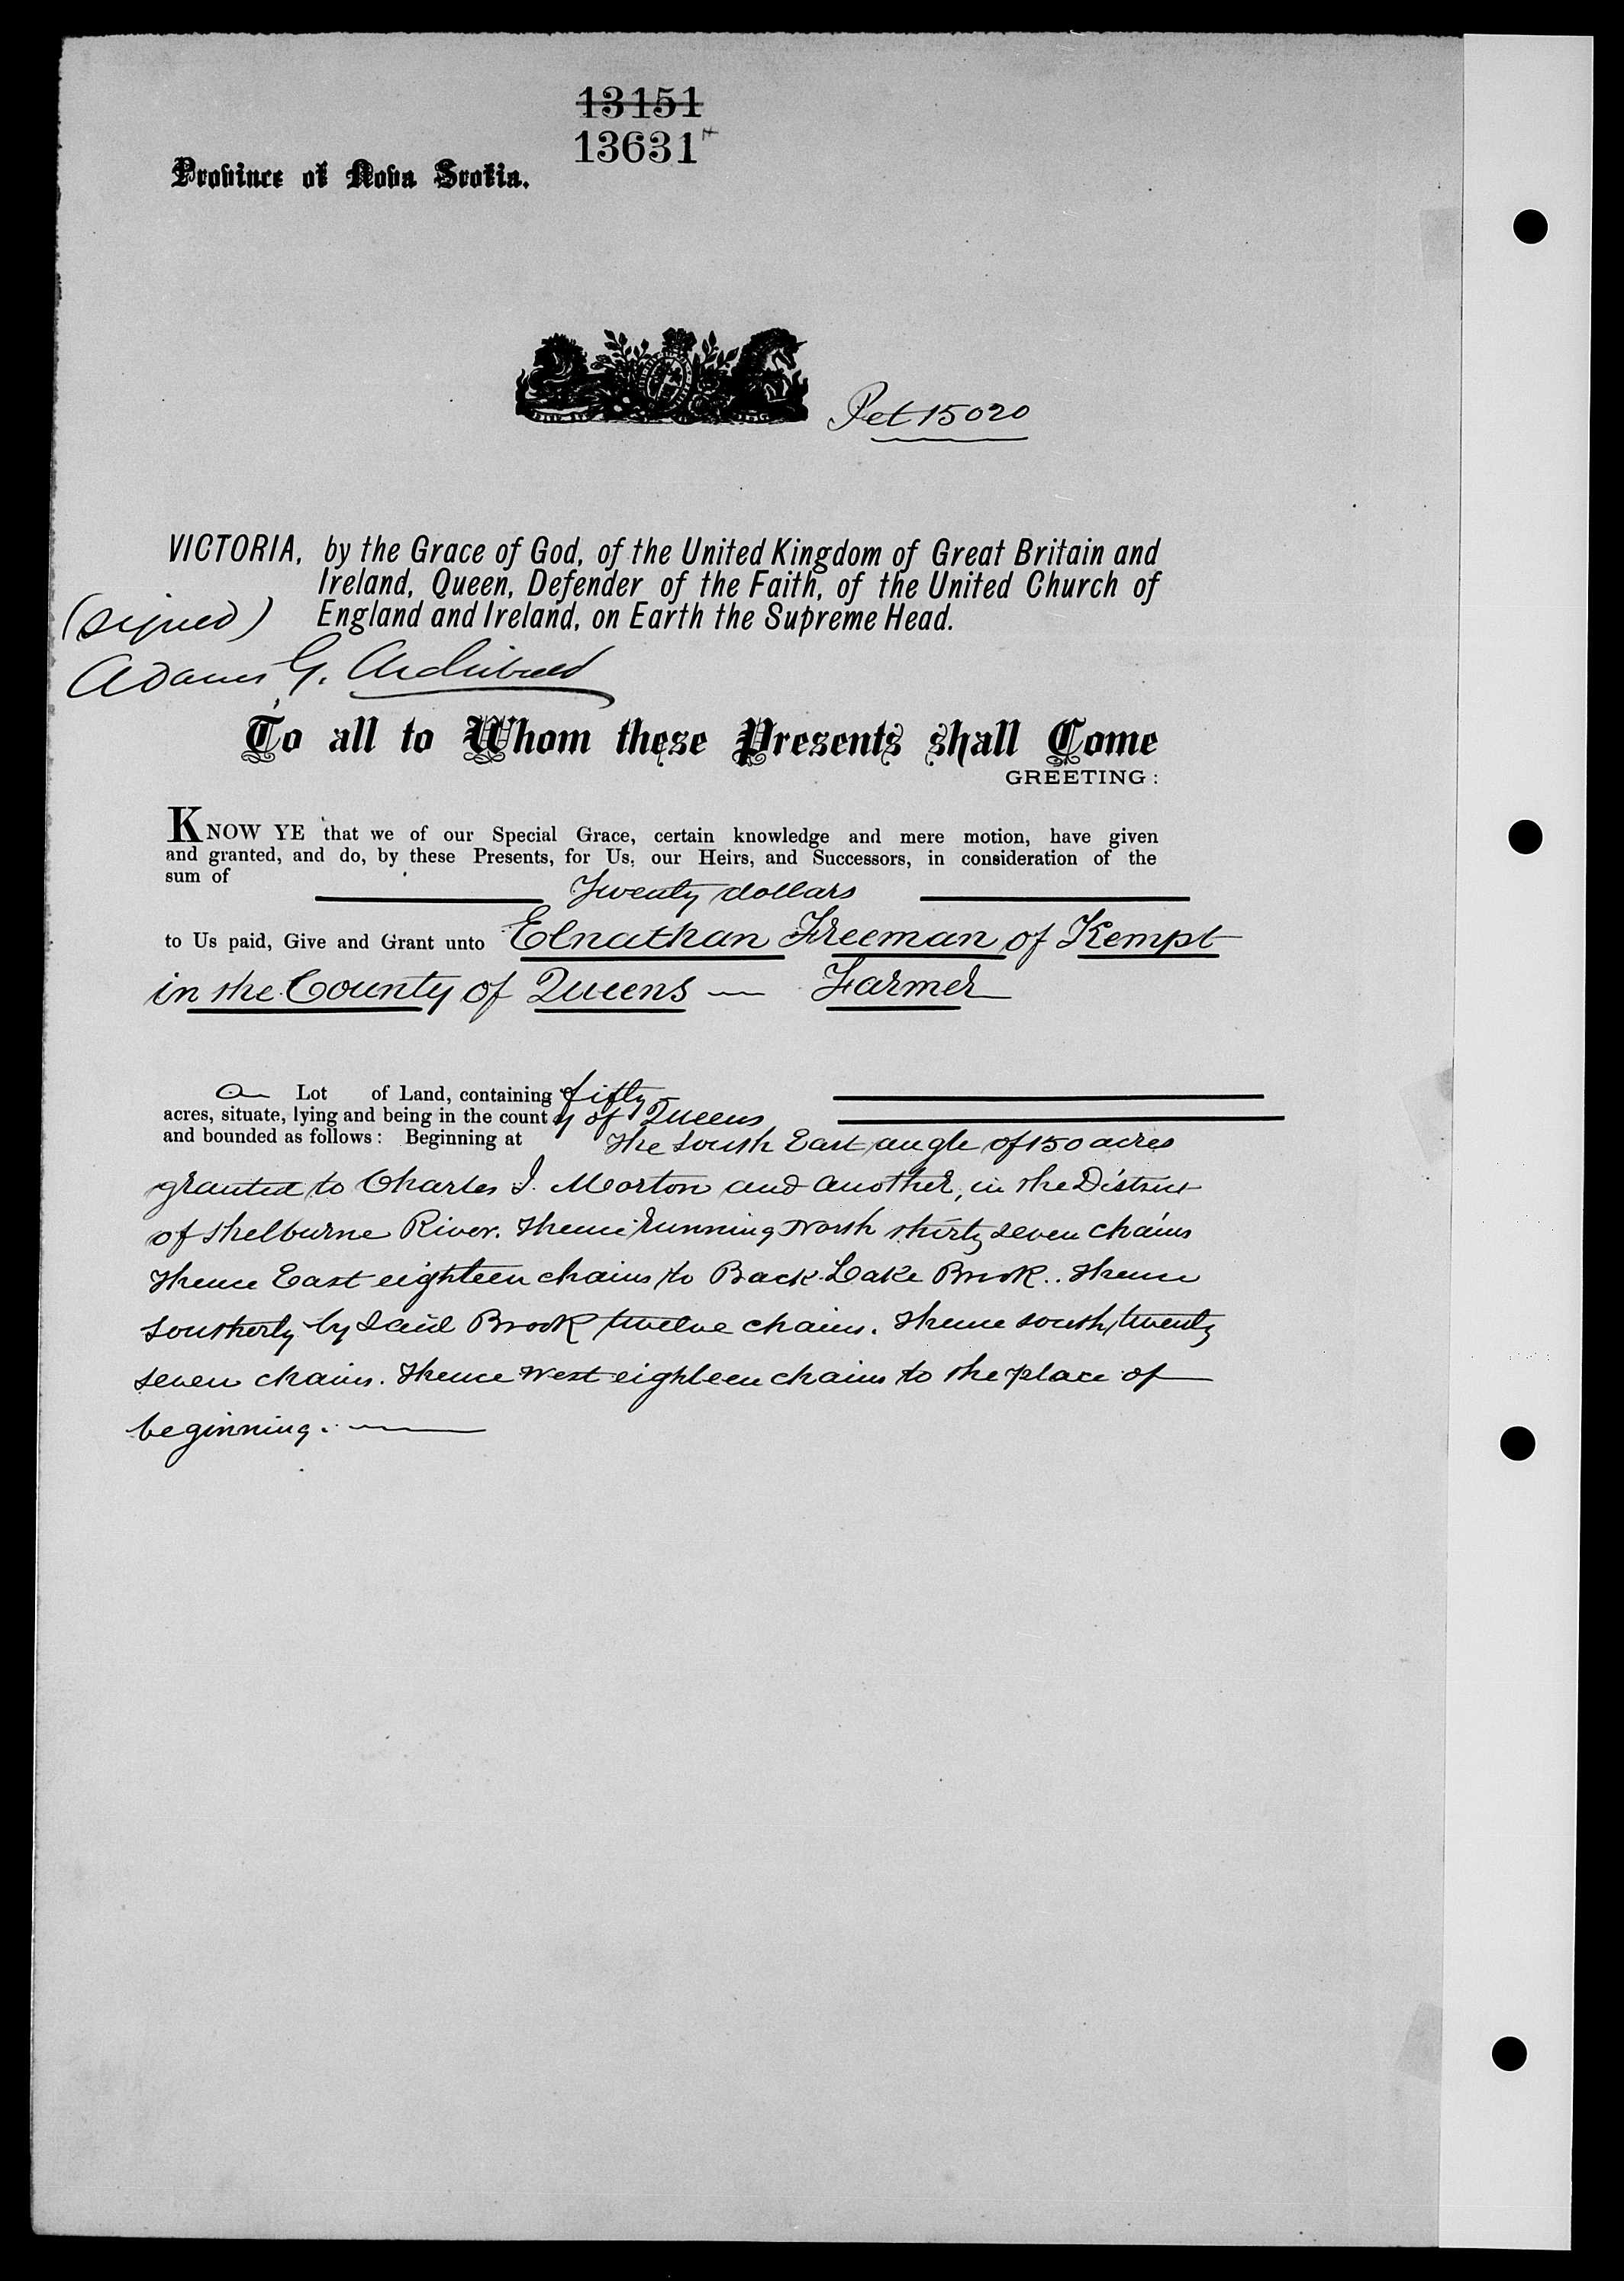 13151
13631
Province of Nova Scotia.
Pet 15020
VICTORIA, by the Grace of God, of the United Kingdom of Great Britain and
Ireland, Queen, Defender of the Faith, of the United Church of
England and Ireland, on Earth the Supreme Head.
(signed)
Adams G. Archibald
To all to Whom these Presents shall Come
GREETING:
KNOW YE that we of our Special Grace, certain knowledge and mere motion, have given
and granted, and do, by these Presents, for Us, our Heirs, and Successors, in consideration of the
sum of Twenty dollars
to Us paid, Give and Grant unto Elnathan Freeman of Kempt
in the County of Queens — Farmer
a Lot of Land, containing fifty
acres, situate, lying and being in the county of Queens
and bounded as follows: Beginning at the South East angle of 150 acres
granted to Charles I. Morton and another, in the District
of Shelburne River. Thence running North thirty seven chains
Thence East eighteen chains to Back Lake Brook.. Thence
Southerly by said Brook twelve chains. Thence south twenty
seven chains. Thence West eighteen chains to the place of
beginning. —